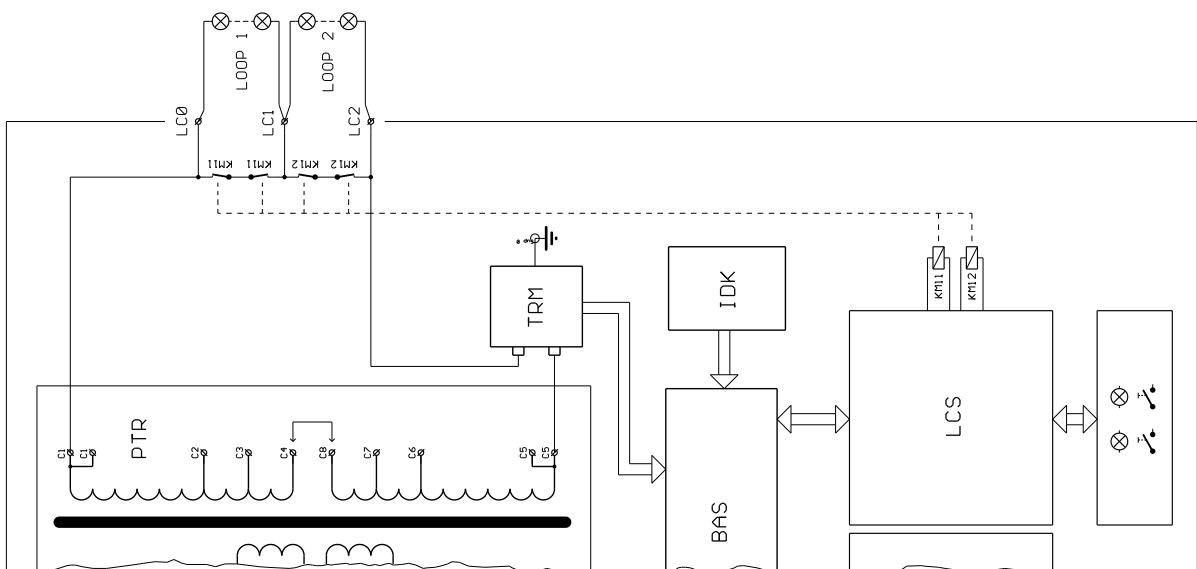 LOOP 1
LOOP 2
LC0
LC1
LC2
KM11
KM11
KM12
KM12
TRM
IDK
KM11
KM12
LCS
PTR
C1
C1
C2
C3
C4
C8
C7
C6
C5
C5
BAS